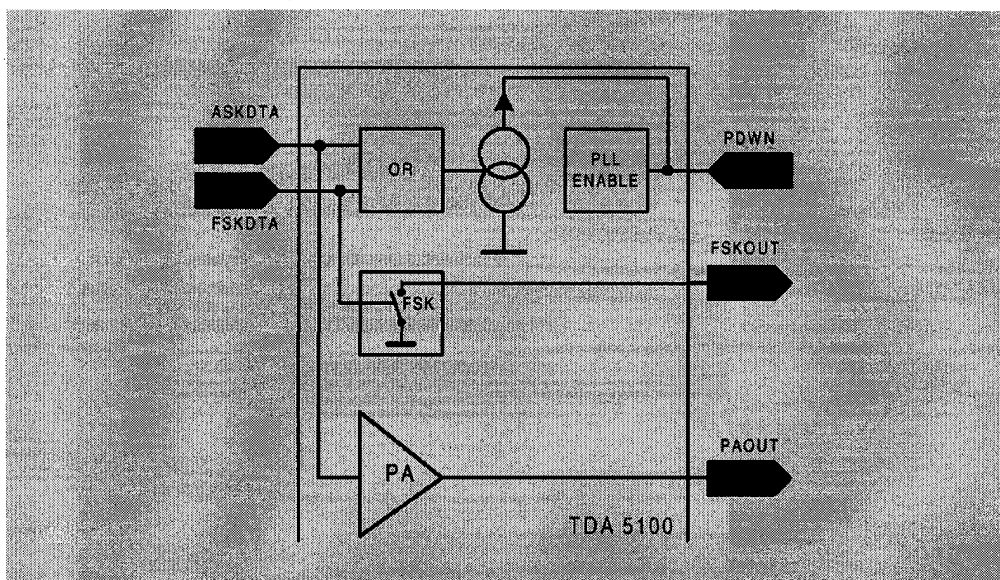 ASKDTA
FSKDTA
OR
PLL
ENABLE
PDWN
FSKOUT
FSK
PAOUT
PA
TDA 5100